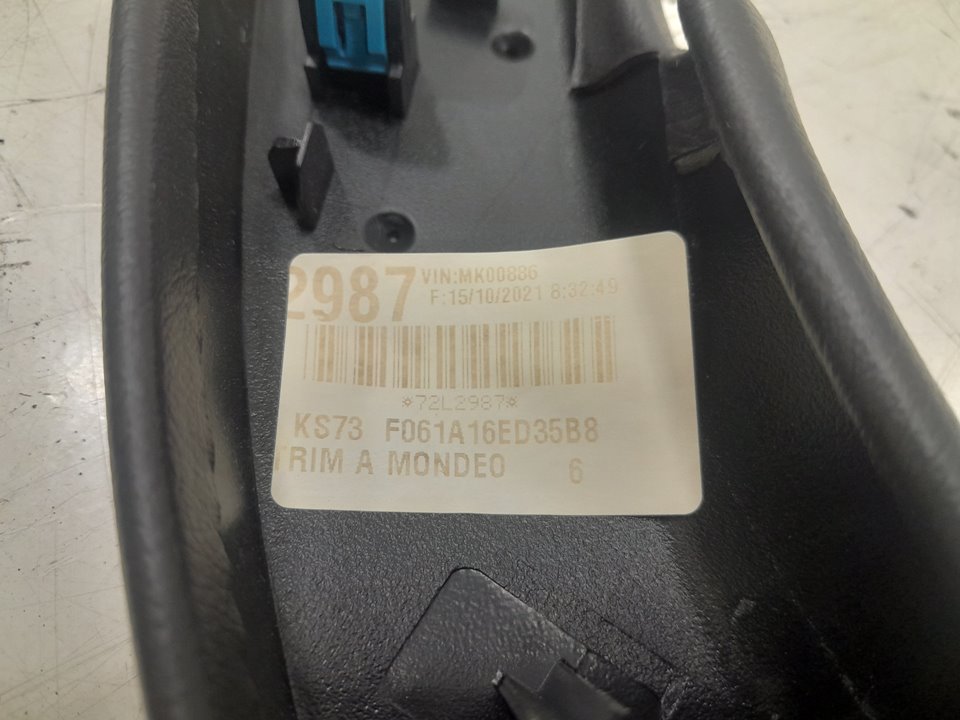 2987
VIN:MK00886
F:15/10/2021 8:32:49
*72L2987*
KS73 F061A16ED35B8
TRIM A MONDEO 6